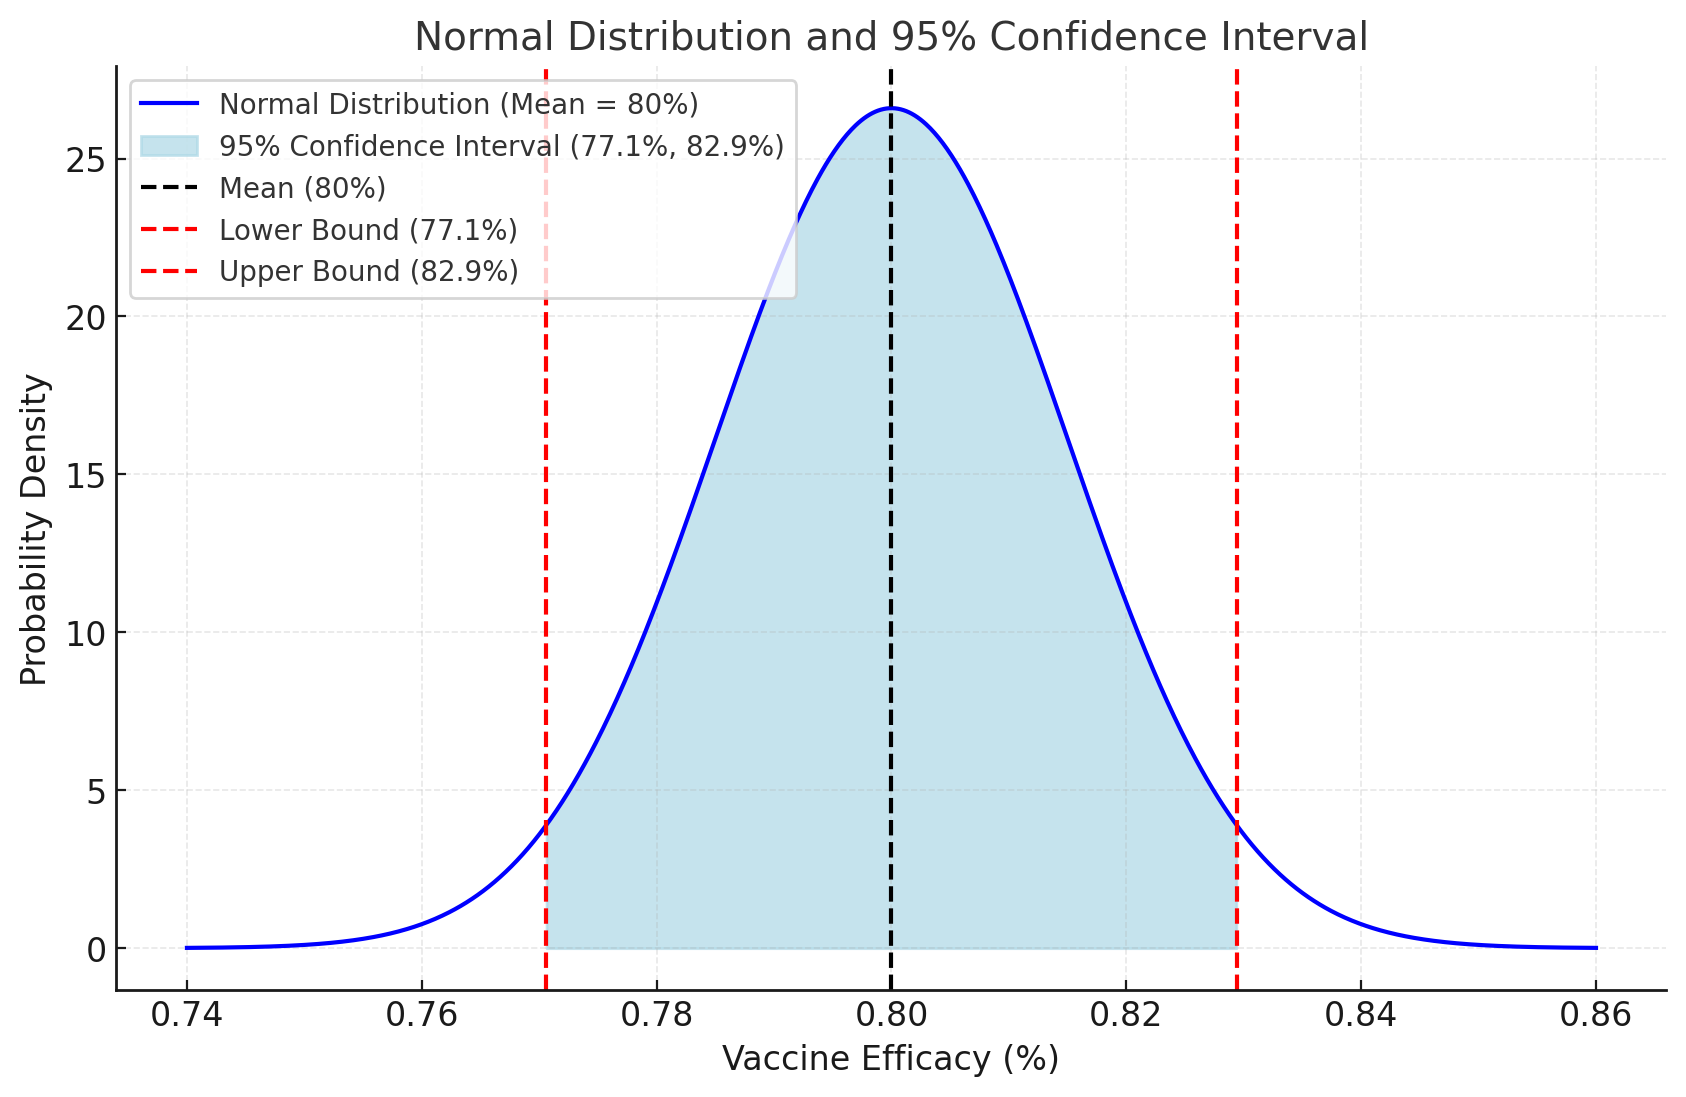 Normal Distribution and 95% Confidence Interval
Normal Distribution (Mean = 80%)
95% Confidence Interval (77.1%, 82.9%)
Mean (80%)
Lower Bound (77.1%)
Upper Bound (82.9%)
Probability Density
25
20
15
10
5
0
0.74 0.76 0.78 0.80 0.82 0.84 0.86
Vaccine Efficacy (%)